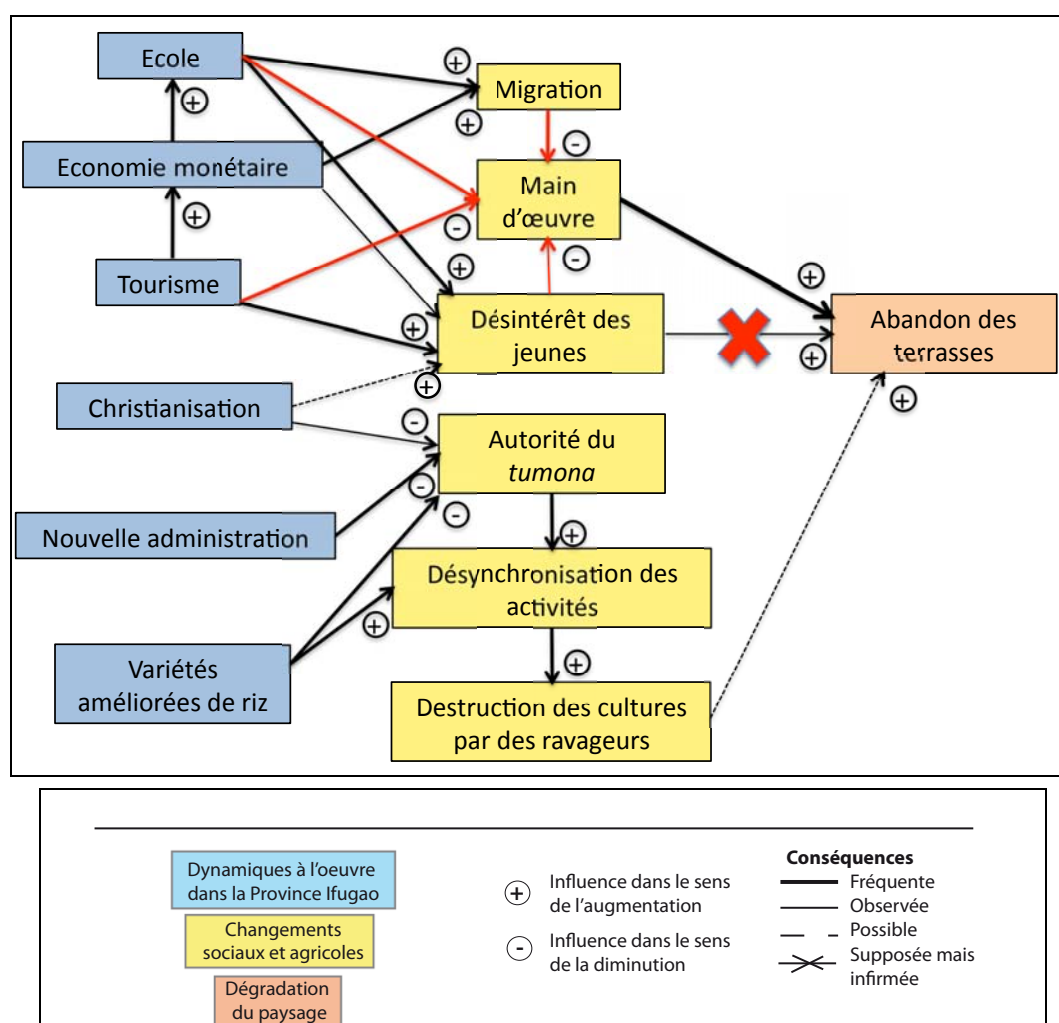 Ecole
+
Migration
+
+
-
Economie monétaire
Main
d'œuvre
+
-
-
+
+
Tourisme
Désintérêt des
jeunes
+
+
Abandon des
terrasses
+
+
Christianisation
-
Autorité du
tumona
-
-
Nouvelle administration
+
Désynchronisation des
activités
+
+
Variétés
améliorées de riz
Destruction des cultures
par des ravageurs
Dynamiques à l'oeuvre
dans la Province Ifugao
Changements
sociaux et agricoles
Dégradation
du paysage
+
Influence dans le sens
de l'augmentation
-
Influence dans le sens
de la diminution
Conséquences
Fréquente
Observée
Possible
Supposée mais
infirmée